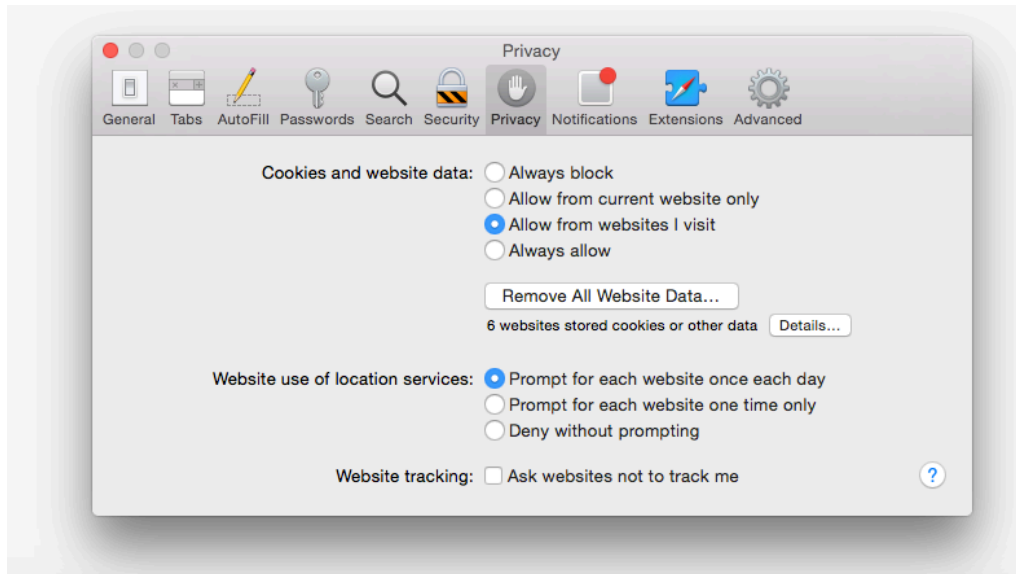 Privacy
General Tabs AutoFill Passwords Search Security Privacy Notifications Extensions Advanced
Cookies and website data: Always block
Allow from current website only
Allow from websites I visit
Always allow
Remove All Website Data...
6 websites stored cookies or other data Details...
Website use of location services: Prompt for each website once each day
Prompt for each website one time only
Deny without prompting
Website tracking: Ask websites not to track me ?